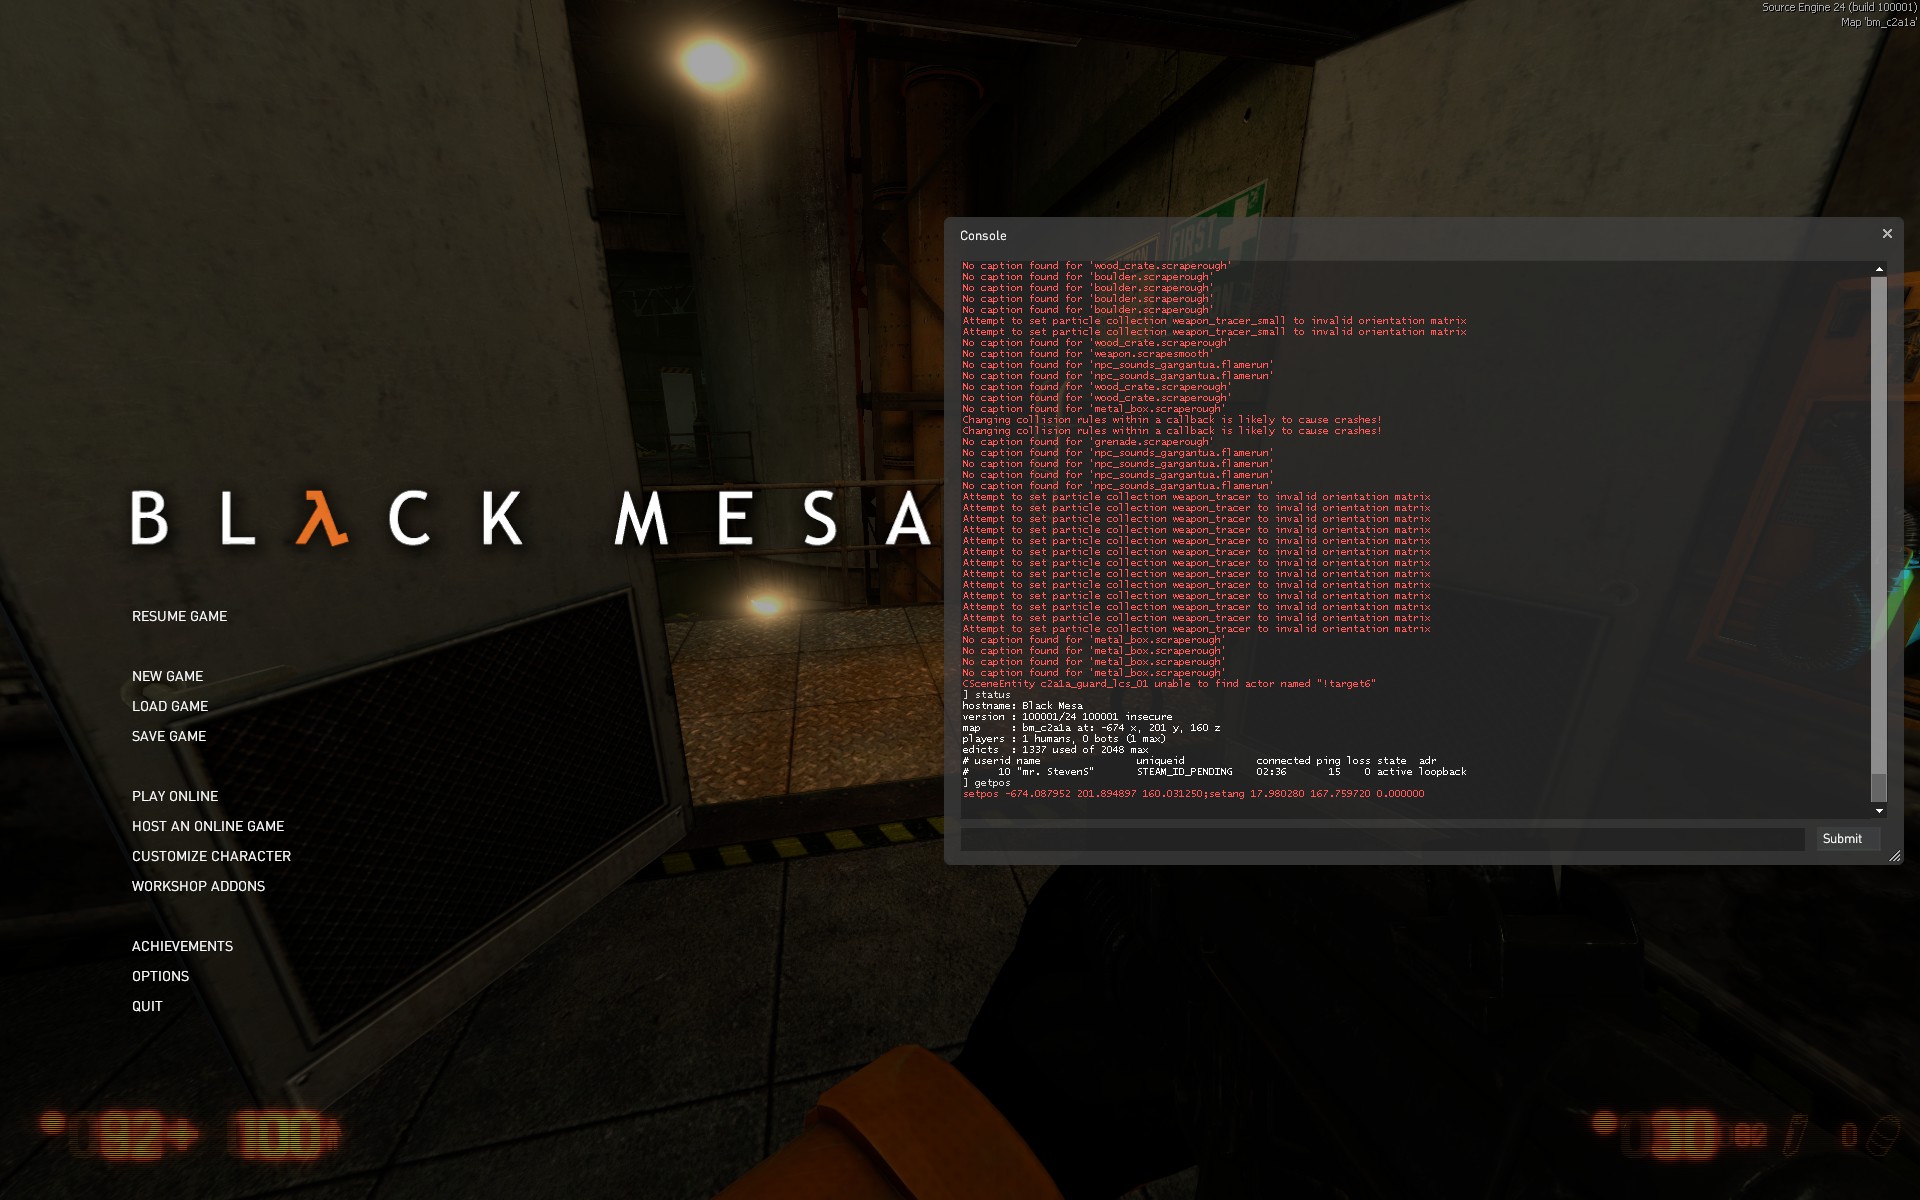 Source Engine 24 (build 100001)
Map 'bm_c2a1a'
FIRST
Console
No caption found for 'wood_crate.scraperough'
No caption found for 'boulder.scraperough'
No caption found for 'boulder.scraperough'
No caption found for 'boulder.scraperough'
No caption found for 'boulder.scraperough'
Attempt to set particle collection weapon_tracer_small to invalid orientation matrix
Attempt to set particle collection weapon_tracer_small to invalid orientation matrix
No caption found for 'wood_crate.scraperough'
No caption found for 'weapon.scrapesmooth'
No caption found for 'npc_sounds_gargantua.flamerun'
No caption found for 'npc_sounds_gargantua.flamerun'
No caption found for 'wood_crate.scraperough'
No caption found for 'wood_crate.scraperough'
No caption found for 'metal_box.scraperough'
Changing collision rules within a callback is likely to cause crashes!
Changing collision rules within a callback is likely to cause crashes!
No caption found for 'grenade.scraperough'
No caption found for 'npc_sounds_gargantua.flamerun'
No caption found for 'npc_sounds_gargantua.flamerun'
No caption found for 'npc_sounds_gargantua.flamerun'
No caption found for 'npc_sounds_gargantua.flamerun'
Attempt to set particle collection weapon_tracer to invalid orientation matrix
Attempt to set particle collection weapon_tracer to invalid orientation matrix
Attempt to set particle collection weapon_tracer to invalid orientation matrix
Attempt to set particle collection weapon_tracer to invalid orientation matrix
Attempt to set particle collection weapon_tracer to invalid orientation matrix
Attempt to set particle collection weapon_tracer to invalid orientation matrix
Attempt to set particle collection weapon_tracer to invalid orientation matrix
Attempt to set particle collection weapon_tracer to invalid orientation matrix
Attempt to set particle collection weapon_tracer to invalid orientation matrix
Attempt to set particle collection weapon_tracer to invalid orientation matrix
Attempt to set particle collection weapon_tracer to invalid orientation matrix
Attempt to set particle collection weapon_tracer to invalid orientation matrix
Attempt to set particle collection weapon_tracer to invalid orientation matrix
No caption found for 'metal_box.scraperough'
No caption found for 'metal_box.scraperough'
No caption found for 'metal_box.scraperough'
No caption found for 'metal_box.scraperough'
CSceneEntity c2a1a_guard_lcs_01 unable to find actor named "!target6"
] status
hostname: Black Mesa
version : 100001/24 100001 insecure
map : bm_c2a1a at: -674 x, 201 y, 160 z
players : 1 humans, 0 bots (1 max)
edicts : 1337 used of 2048 max
# userid name uniqueid connected ping loss state adr
# 10 "mr. StevenS" STEAM_ID_PENDING 02:36 15 0 active loopback
] getpos
setpos -674.087952 201.894897 160.031250;setang 17.980280 167.759720 0.000000
Submit
BLACK MESA
RESUME GAME
NEW GAME
LOAD GAME
SAVE GAME
PLAY ONLINE
HOST AN ONLINE GAME
CUSTOMIZE CHARACTER
WORKSHOP ADDONS
ACHIEVEMENTS
OPTIONS
QUIT
92 100
30 0